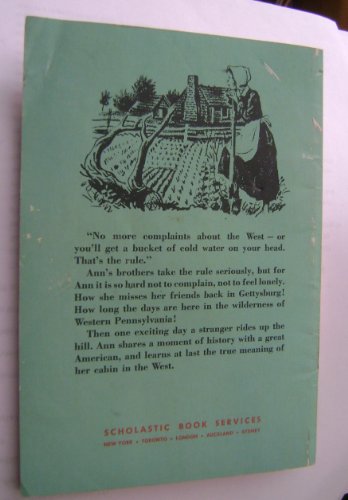 "No more complaints about the West — or
you'll get a bucket of cold water on your head.
That's the rule."
Ann's brothers take the rule seriously, but for
Ann it is so hard not to complain, not to feel lonely.
How she misses her friends back in Gettysburg!
How long the days are here in the wilderness of
Western Pennsylvania!
Then one exciting day a stranger rides up the
hill. Ann shares a moment of history with a great
American, and learns at last the true meaning of
her cabin in the West.
SCHOLASTIC BOOK SERVICES
NEW YORK • TORONTO • LONDON • AUCKLAND • SYDNEY